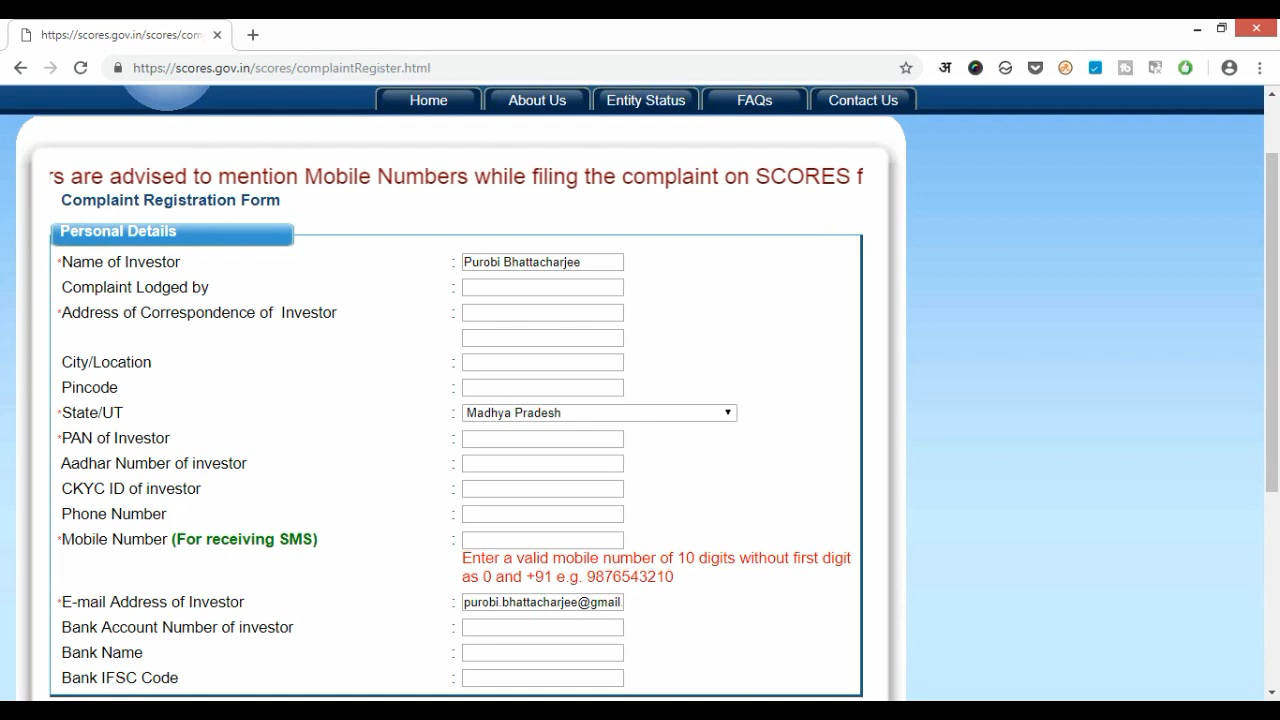 https://scores.gov.in/scores/com
https://scores.gov.in/scores/complaintRegister.html
अ
Home
About Us
Entity Status
FAQs
Contact Us
rs are advised to mention Mobile Numbers while filing the complaint on SCORES f
Complaint Registration Form
Personal Details
*Name of Investor : Purobi Bhattacharjee
Complaint Lodged by :
*Address of Correspondence of Investor :
City/Location :
Pincode :
*State/UT : Madhya Pradesh
*PAN of Investor :
Aadhar Number of investor :
CKYC ID of investor :
Phone Number :
*Mobile Number (For receiving SMS) :
Enter a valid mobile number of 10 digits without first digit
as 0 and +91 e.g. 9876543210
*E-mail Address of Investor : purobi.bhattacharjee@gmail.
Bank Account Number of investor :
Bank Name :
Bank IFSC Code :